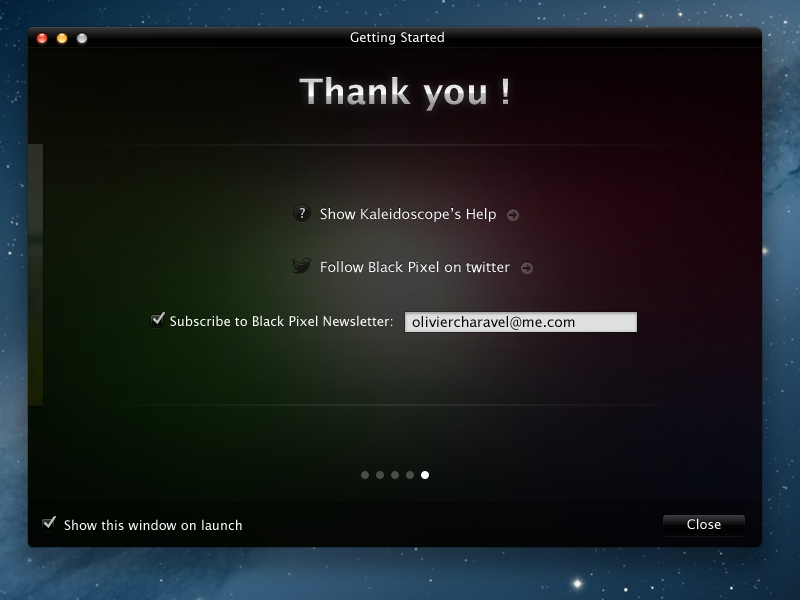 Getting Started
Thank you !
? Show Kaleidoscope's Help
Follow Black Pixel on twitter
Subscribe to Black Pixel Newsletter: oliviercharavel@me.com
Show this window on launch
Close